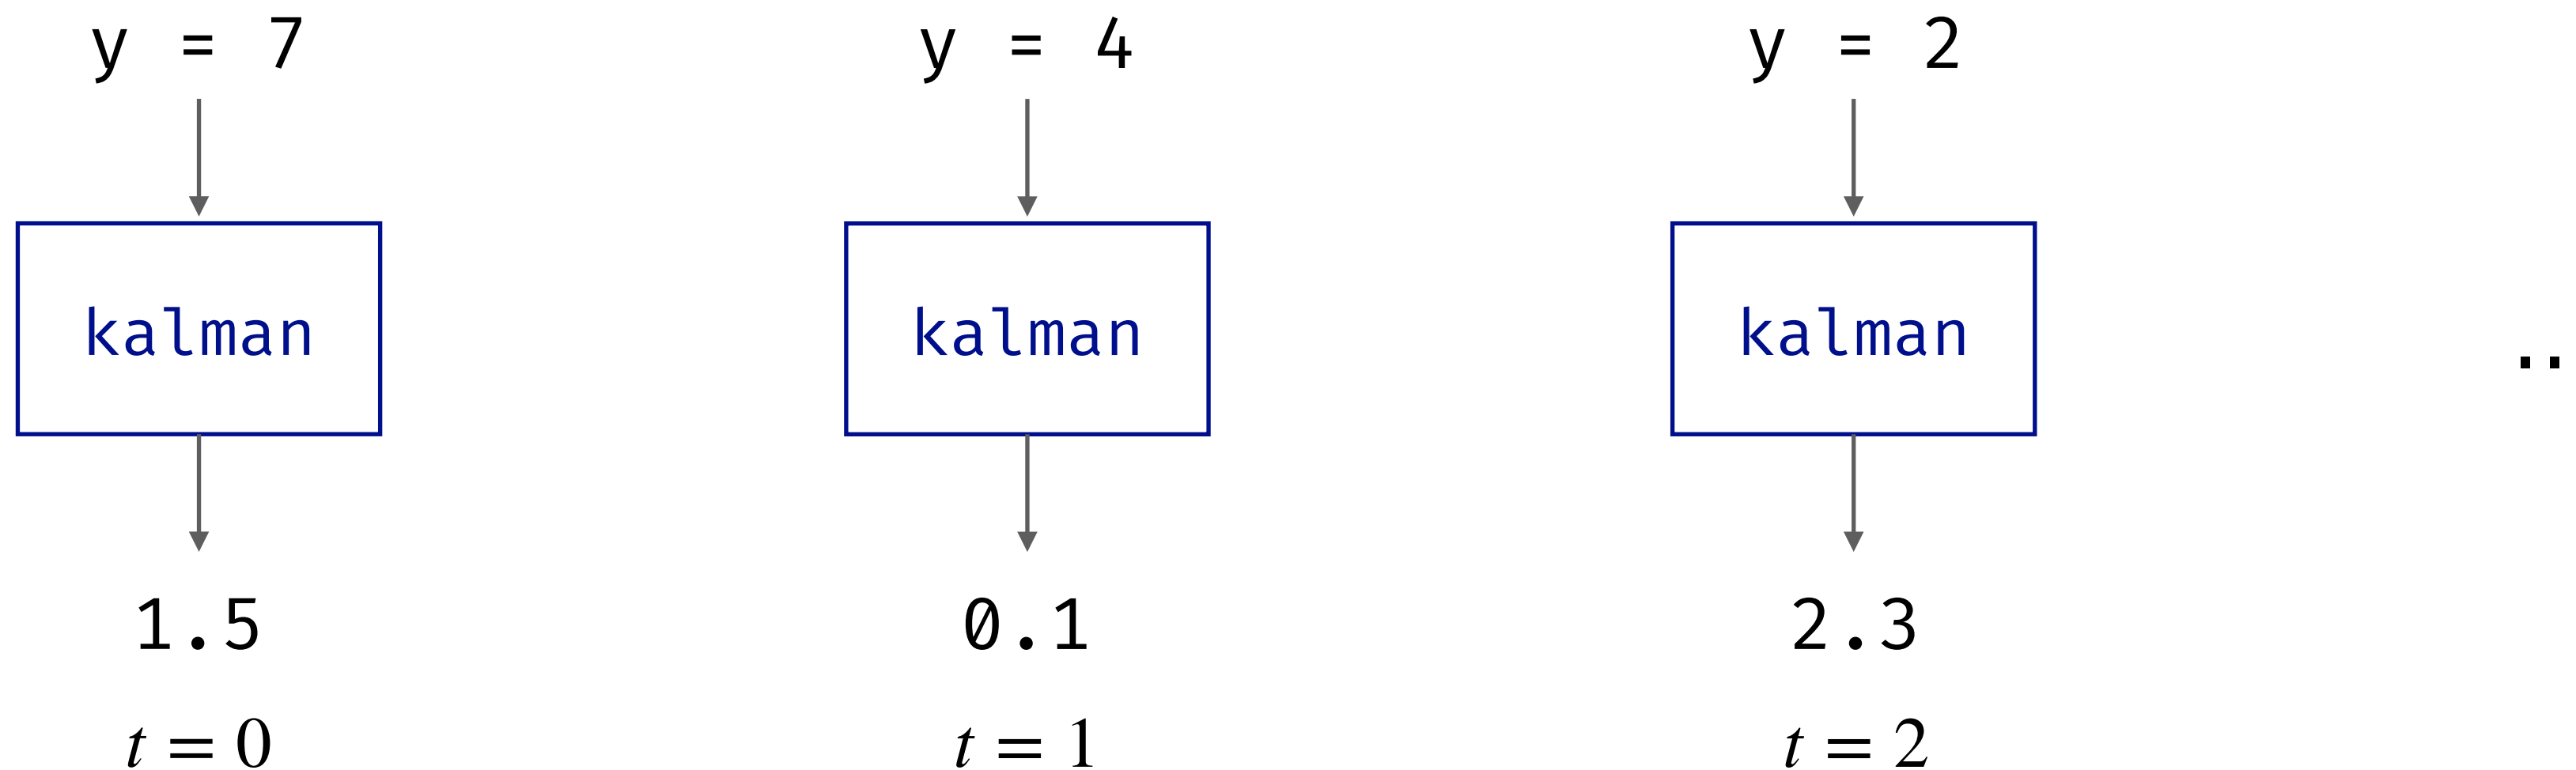 y = 7 y = 4 y = 2
kalman kalman kalman ..
1.5 0.1 2.3
t = 0 t = 1 t = 2